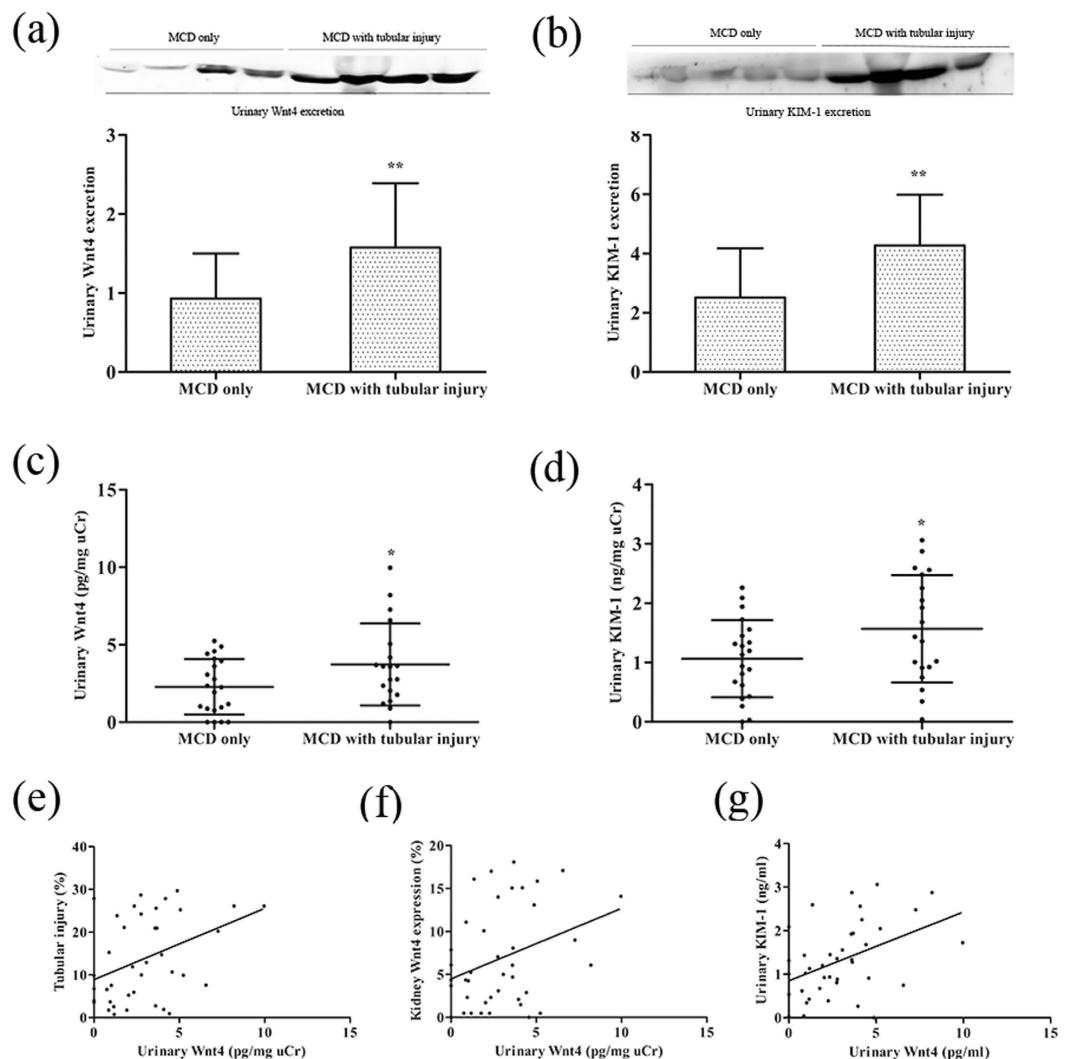 (a)
MCD only MCD with tubular injury
Urinary Wnt4 excretion
Urinary Wnt4 excretion
3
2
1
0
**
MCD only MCD with tubular injury
(b)
MCD only MCD with tubular injury
Urinary KIM-1 excretion
Urinary KIM-1 excretion
8
6
4
2
0
**
MCD only MCD with tubular injury
(c)
Urinary Wnt4 (pg/mg uCr)
15
10
5
0
*
MCD only MCD with tubular injury
(d)
Urinary KIM-1 (ng/mg uCr)
4
3
2
1
0
*
MCD only MCD with tubular injury
(e)
Tubular injury (%)
40
30
20
10
0
0 5 10 15
Urinary Wnt4 (pg/mg uCr)
(f)
Kidney Wnt4 expression (%)
20
15
10
5
0
0 5 10 15
Urinary Wnt4 (pg/mg uCr)
(g)
Urinary KIM-1 (ng/ml)
4
3
2
1
0
0 5 10 15
Urinary Wnt4 (pg/ml)